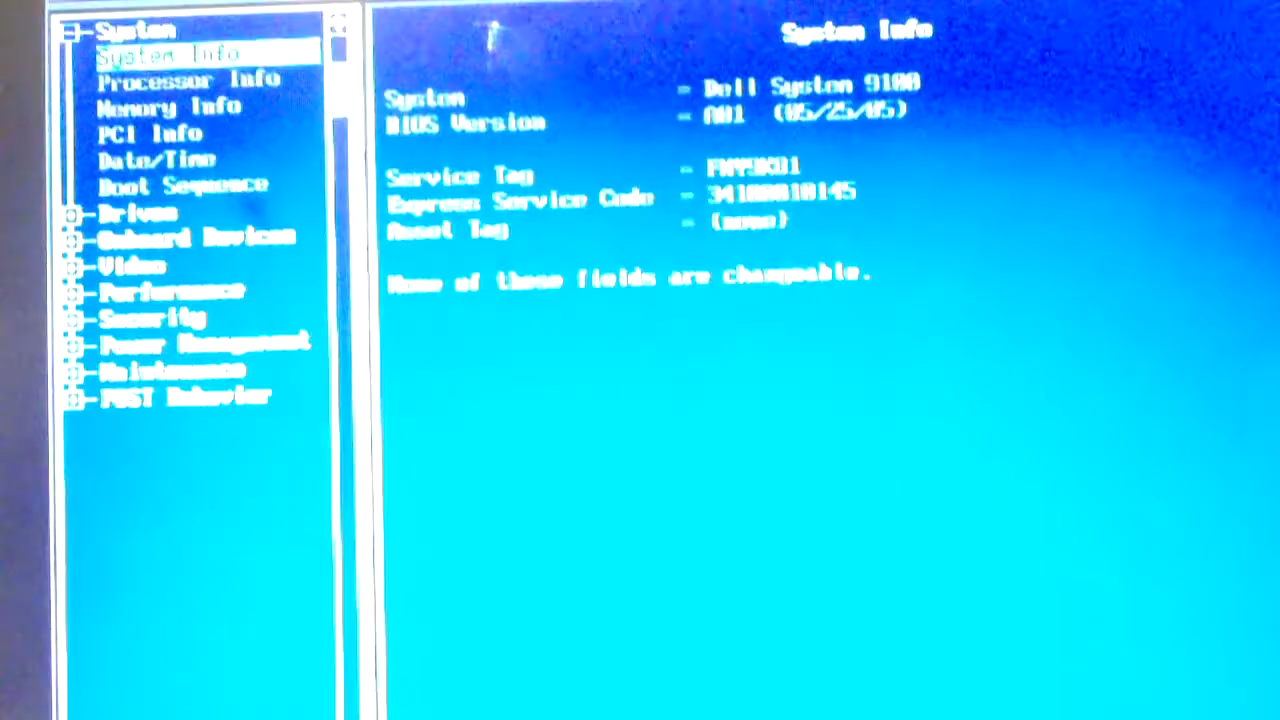 System
System Info
Processor Info
Memory Info
PCI Info
Date/Time
Boot Sequence
Drives
Onboard Devices
Video
Performance
Security
Power Management
Maintenance
POST Behavior
System Info
System = Dell System 9100
BIOS Version = A01 (05/25/05)
Service Tag = FNY9K81
Express Service Code = 34100010145
Asset Tag = (none)
None of these fields are changeable.